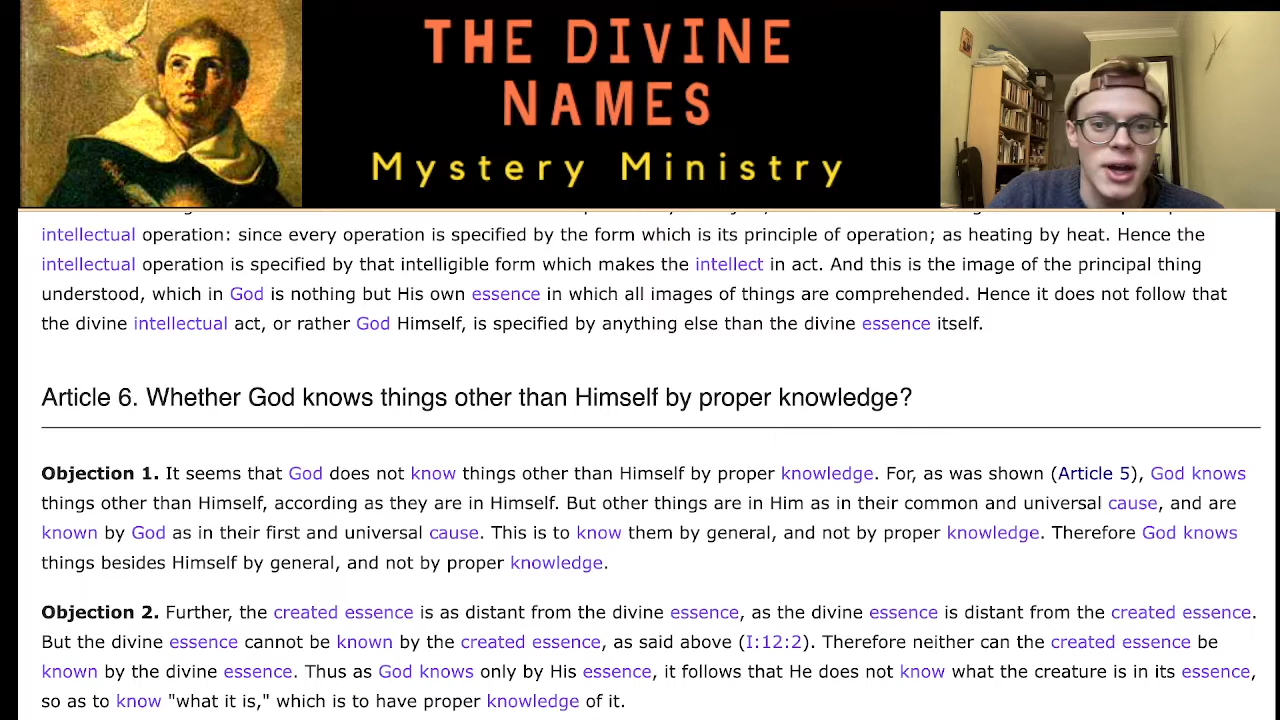 THE DIVINE
NAMES
Mystery Ministry
intellectual operation: since every operation is specified by the form which is its principle of operation; as heating by heat. Hence the
intellectual operation is specified by that intelligible form which makes the intellect in act. And this is the image of the principal thing
understood, which in God is nothing but His own essence in which all images of things are comprehended. Hence it does not follow that
the divine intellectual act, or rather God Himself, is specified by anything else than the divine essence itself.
Article 6. Whether God knows things other than Himself by proper knowledge?
Objection 1. It seems that God does not know things other than Himself by proper knowledge. For, as was shown (Article 5), God knows
things other than Himself, according as they are in Himself. But other things are in Him as in their common and universal cause, and are
known by God as in their first and universal cause. This is to know them by general, and not by proper knowledge. Therefore God knows
things besides Himself by general, and not by proper knowledge.
Objection 2. Further, the created essence is as distant from the divine essence, as the divine essence is distant from the created essence.
But the divine essence cannot be known by the created essence, as said above (I:12:2). Therefore neither can the created essence be
known by the divine essence. Thus as God knows only by His essence, it follows that He does not know what the creature is in its essence,
so as to know "what it is," which is to have proper knowledge of it.